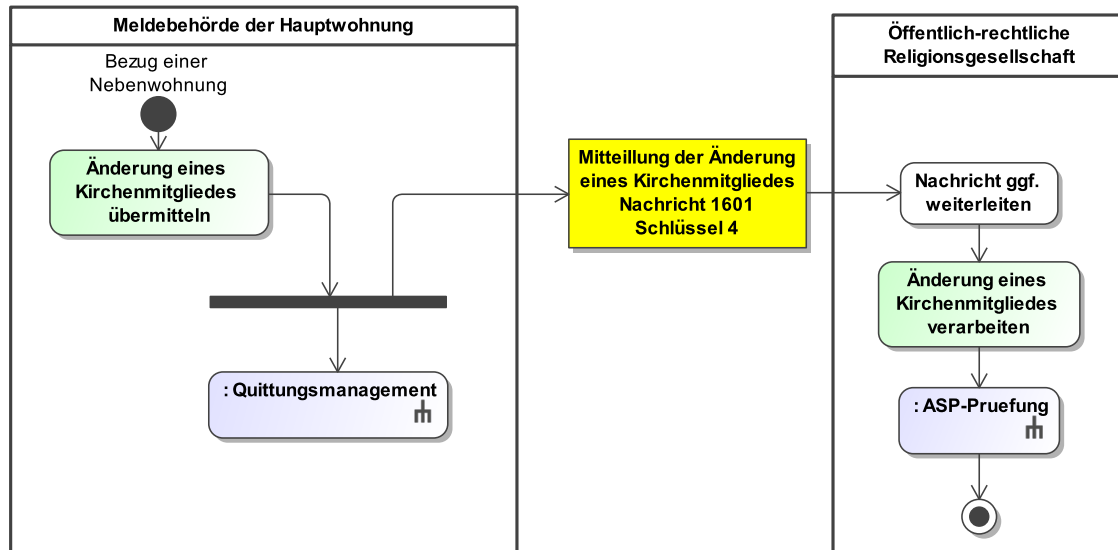 Meldebehörde der Hauptwohnung
Bezug einer
Nebenwohnung
Änderung eines
Kirchenmitgliedes
übermitteln
: Quittungsmanagement
Mitteillung der Änderung
eines Kirchenmitgliedes
Nachricht 1601
Schlüssel 4
Öffentlich-rechtliche
Religionsgesellschaft
Nachricht ggf.
weiterleiten
Änderung eines
Kirchenmitgliedes
verarbeiten
: ASP-Pruefung